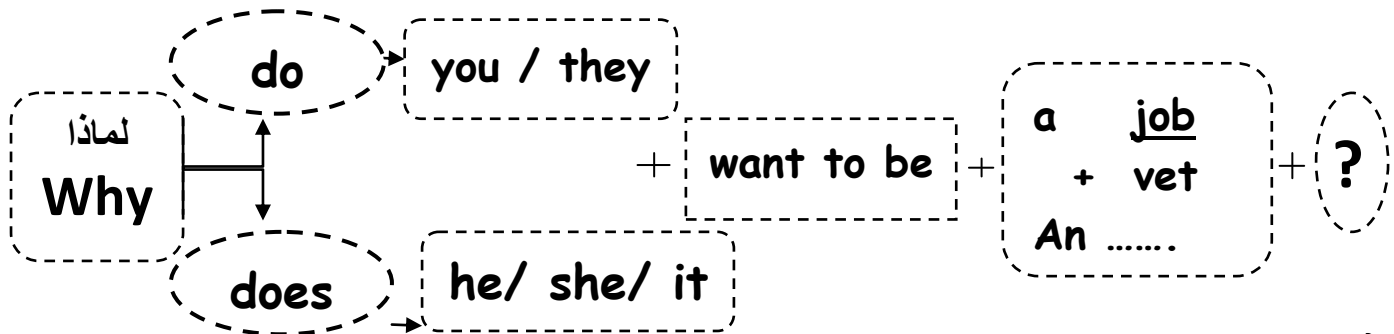 do
you / they
لماذا
Why
+ want to be +
a job
+ vet
An .......
+ ?
does
he/ she/ it